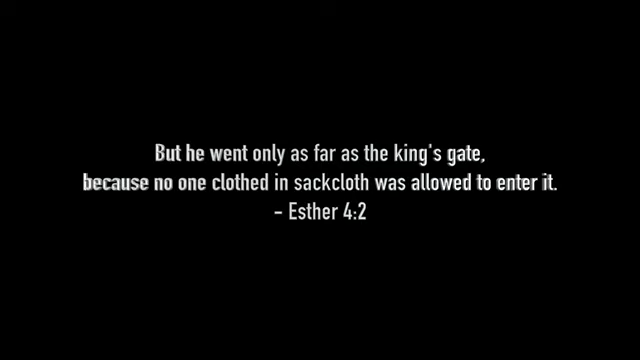 But he went only as far as the king's gate,
because no one clothed in sackcloth was allowed to enter it.
- Esther 4:2